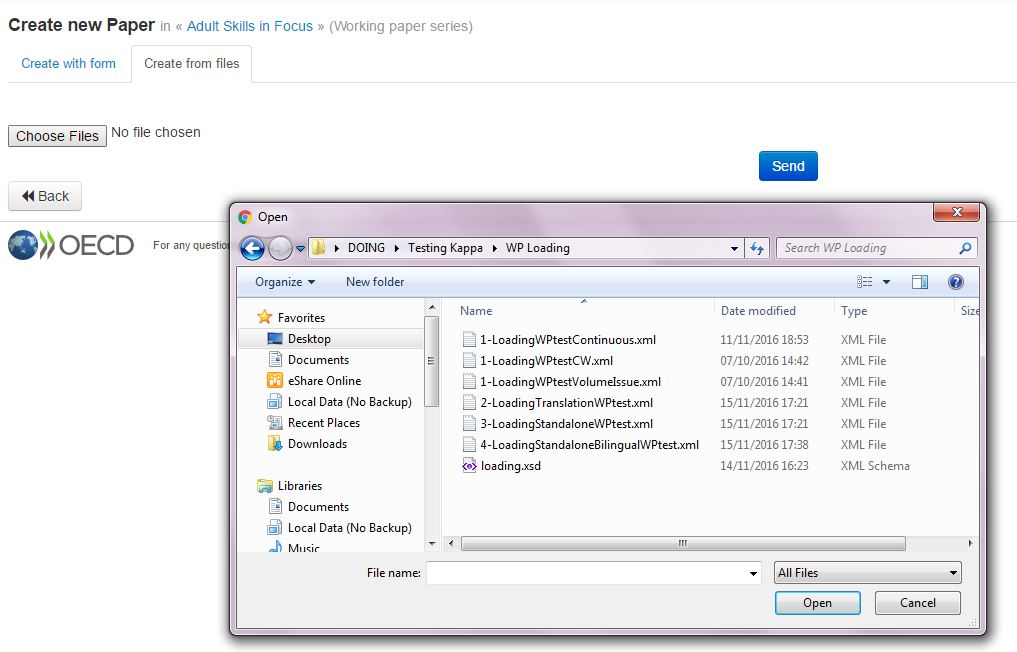 Create new Paper in « Adult Skills in Focus » (Working paper series)
Create with form Create from files
Choose Files No file chosen
Send
Back
OECD For any question
Open
DOING Testing Kappa WP Loading Search WP Loading
Organize New folder
Name Date modified Type Size
Favorites
Desktop
Documents
eShare Online
Local Data (No Backup)
Recent Places
Downloads
Libraries
Documents
Local Data (No Backup)
Music
1-LoadingWPtestContinuous.xml 11/11/2016 18:53 XML File
1-LoadingWPtestCW.xml 07/10/2016 14:42 XML File
1-LoadingWPtestVolumeIssue.xml 07/10/2016 14:41 XML File
2-LoadingTranslationWPtest.xml 15/11/2016 17:21 XML File
3-LoadingStandaloneWPtest.xml 15/11/2016 17:21 XML File
4-LoadingStandaloneBilingualWPtest.xml 15/11/2016 17:38 XML File
loading.xsd 14/11/2016 16:23 XML Schema
File name: All Files
Open Cancel